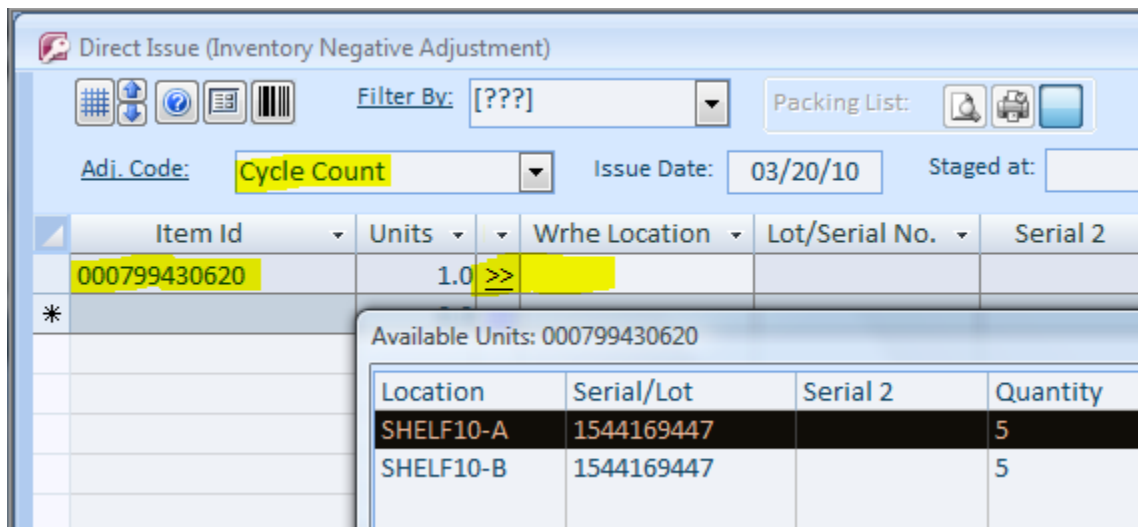 Direct Issue (Inventory Negative Adjustment)
Filter By: [???] Packing List:
Adj. Code: Cycle Count Issue Date: 03/20/10 Staged at:
Item Id Units Wrhe Location Lot/Serial No. Serial 2
000799430620 1.0 >>
Available Units: 000799430620
Location Serial/Lot Serial 2 Quantity
SHELF10-A 1544169447 5
SHELF10-B 1544169447 5